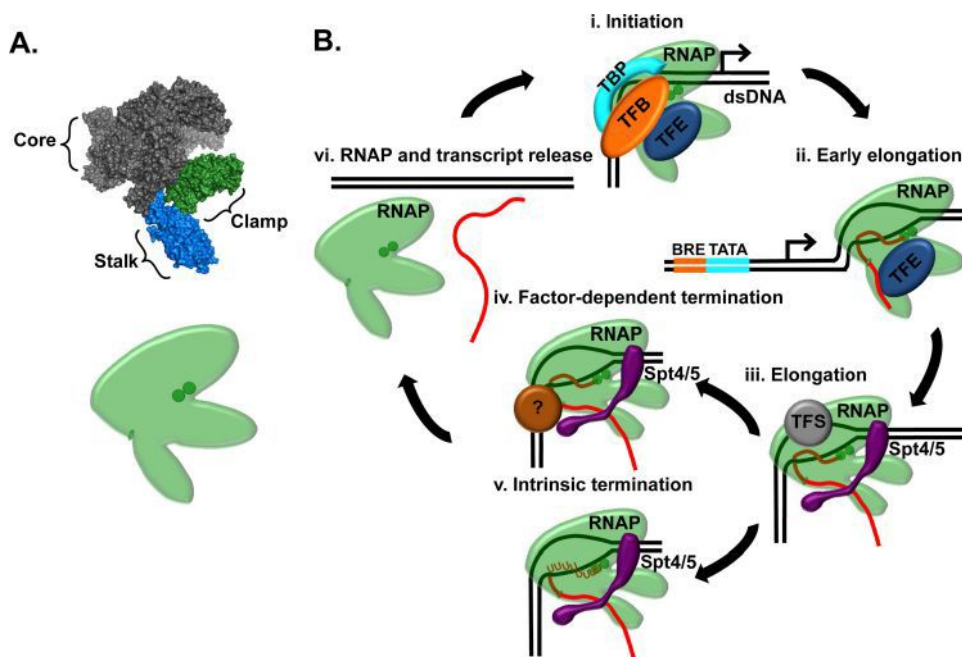 A.
Core
Clamp
Stalk
B.
i. Initiation
RNAP
TBP
TFB
TFE
dsDNA
ii. Early elongation
RNAP
BRE TATA
TFE
iii. Elongation
TFS
RNAP
Spt4/5
iv. Factor-dependent termination
RNAP
Spt4/5
?
v. Intrinsic termination
RNAP
Spt4/5
UUUU UUU
vi. RNAP and transcript release
RNAP